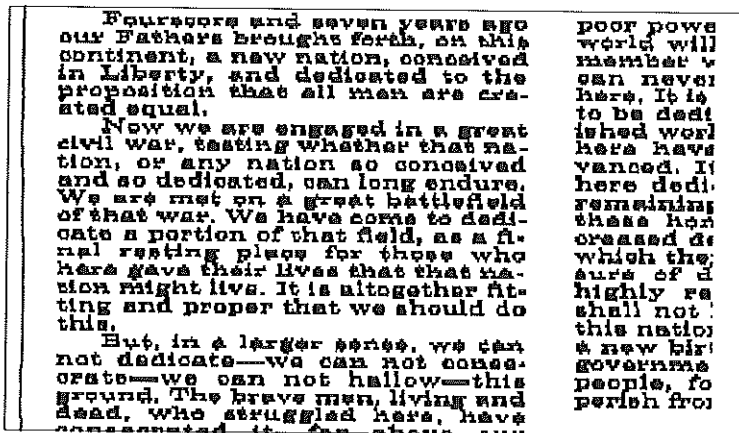 Fourscore and seven years ago
our Fathers brought forth, on this
continent, a new nation, conceived
in Liberty, and dedicated to the
proposition that all men are cre-
ated equal.
Now we are engaged in a great
civil war, testing whether that na-
tion, or any nation so conceived
and so dedicated, can long endure.
We are met on a great battlefield
of that war. We have come to dedi-
cate a portion of that field, as a fi-
nal resting place for those who
here gave their lives that that na-
tion might live. It is altogether fit-
ting and proper that we should do
this.
But, in a larger sense, we can
not dedicate—we can not conse-
crate—we can not hallow—this
ground. The brave men, living and
dead, who struggled here, have
consecrated it far above our
poor powe
world will
member
can never
here. It is
to be dedi
ished worl
here have
vanced. It
here dedi
remaining
these hon
creased de
which the
sure of d
highly re
shall not
this nation
a new birt
governme
people, fo
perish from